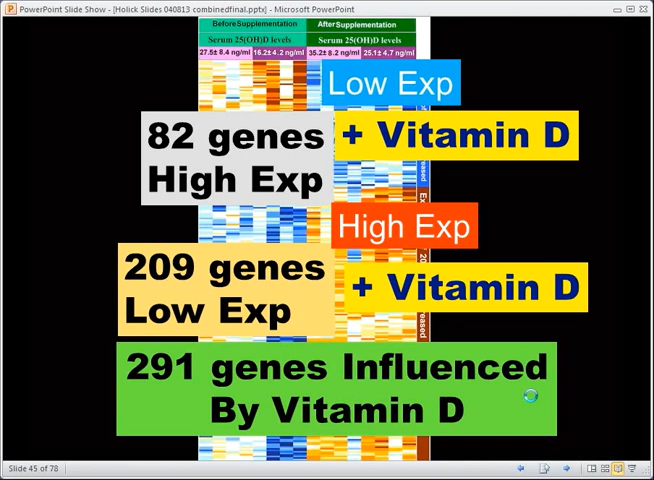 PowerPoint Slide Show - [Holick Slides 040813 combinedfinal.pptx] - Microsoft PowerPoint
Before Supplementation
After Supplementation
Serum 25(OH)D levels
Serum 25(OH)D levels
27.5± 8.4 ng/ml
16.2± 4.2 ng/ml
35.2± 8.2 ng/ml
25.1± 4.7 ng/ml
Low Exp
82 genes
High Exp
+ Vitamin D
High Exp
209 genes
Low Exp
+ Vitamin D
291 genes Influenced
By Vitamin D
Slide 45 of 78